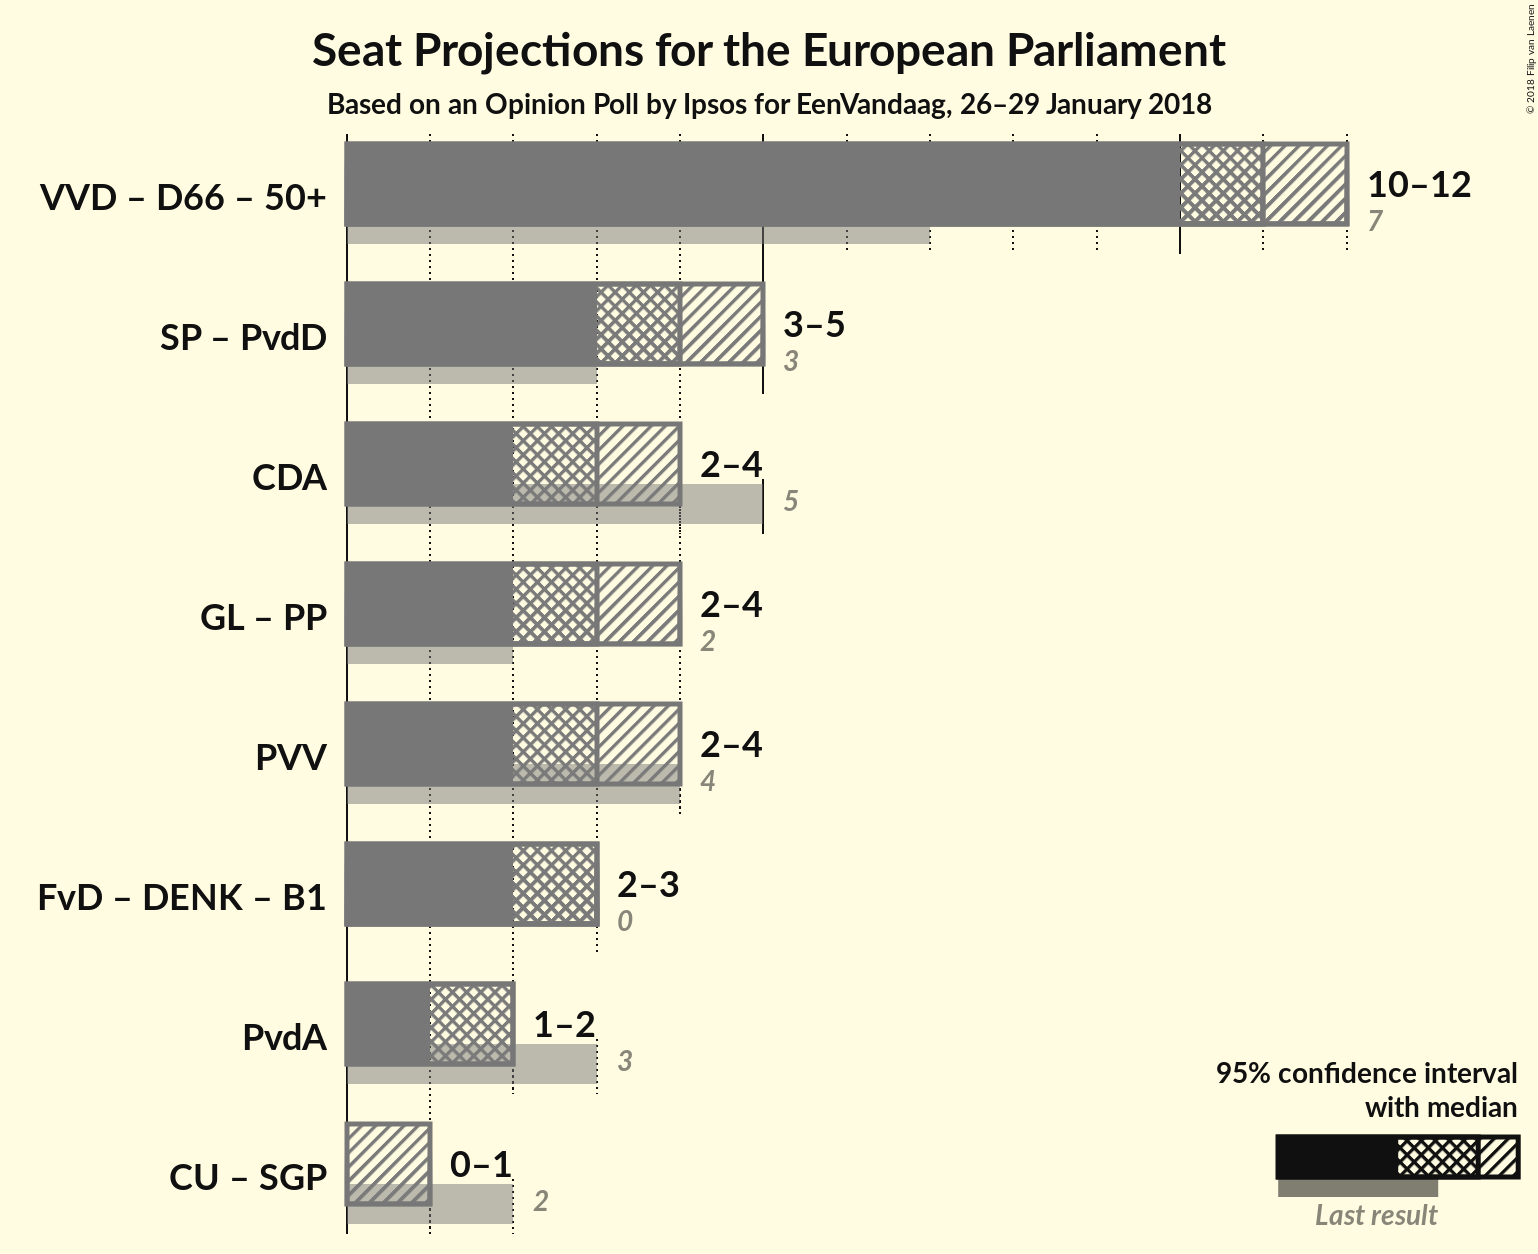 Seat Projections for the European Parliament
Based on an Opinion Poll by Ipsos for EenVandaag, 26–29 January 2018
© 2018 Filip van Laenen
VVD – D66 – 50+
10–12
7
SP – PvdD
3–5
3
CDA
2–4
5
GL – PP
2–4
2
PVV
2–4
4
FvD – DENK – B1
2–3
0
PvdA
1–2
3
CU – SGP
0–1
2
95% confidence interval
with median
Last result